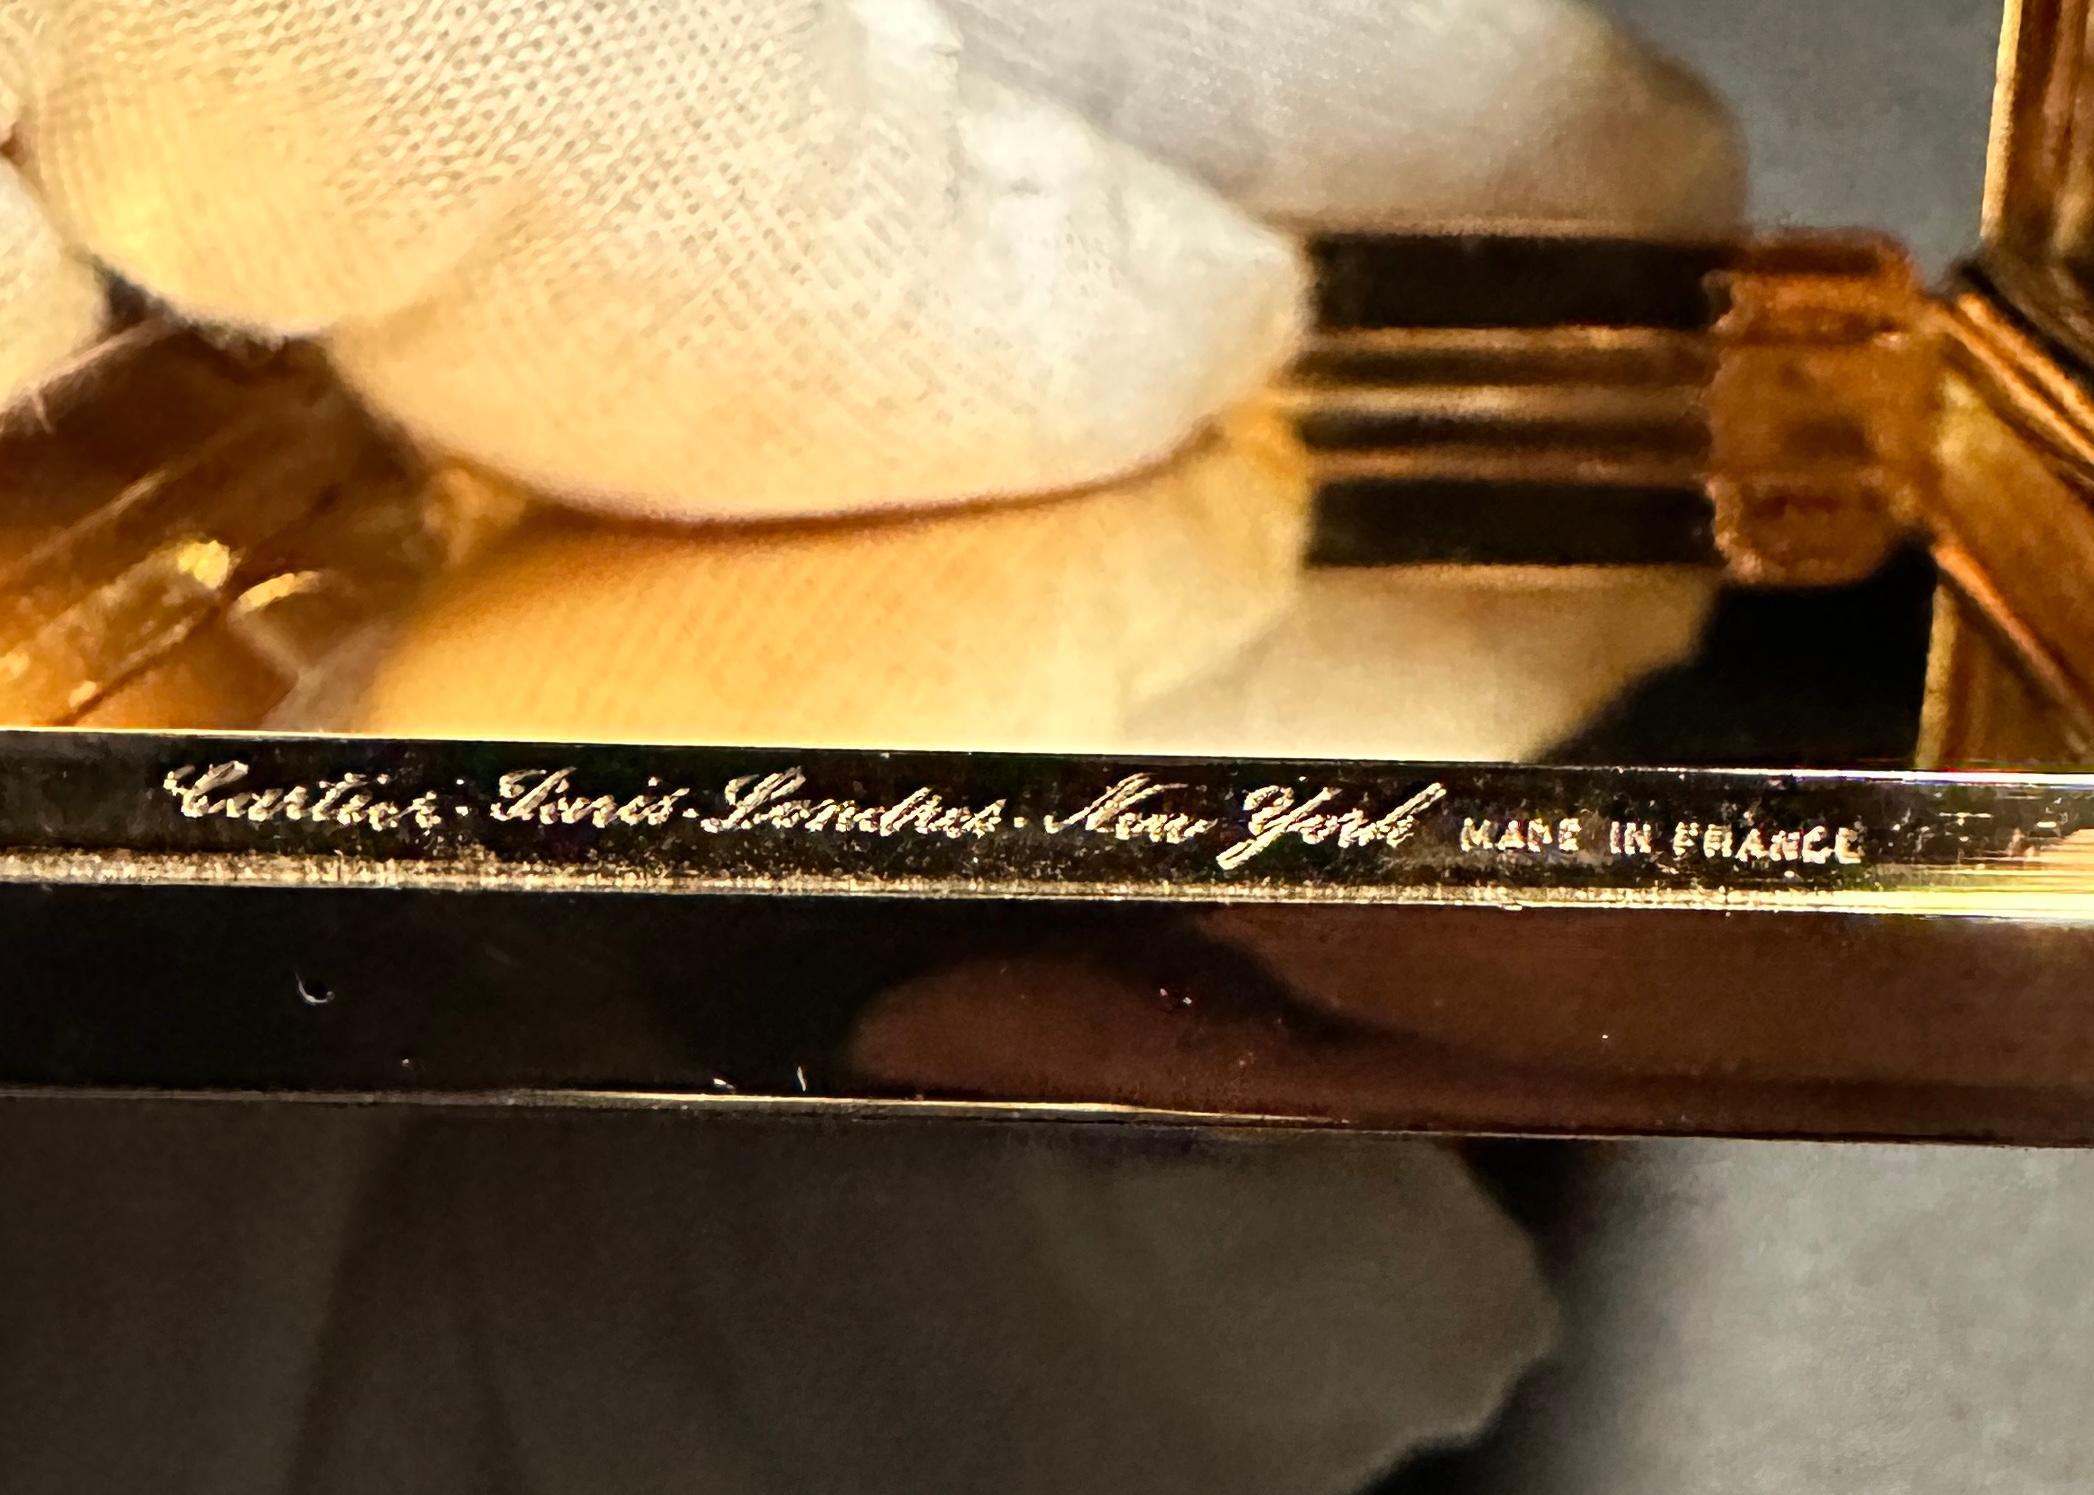 Cartier · Paris · Londres · New York MADE IN FRANCE